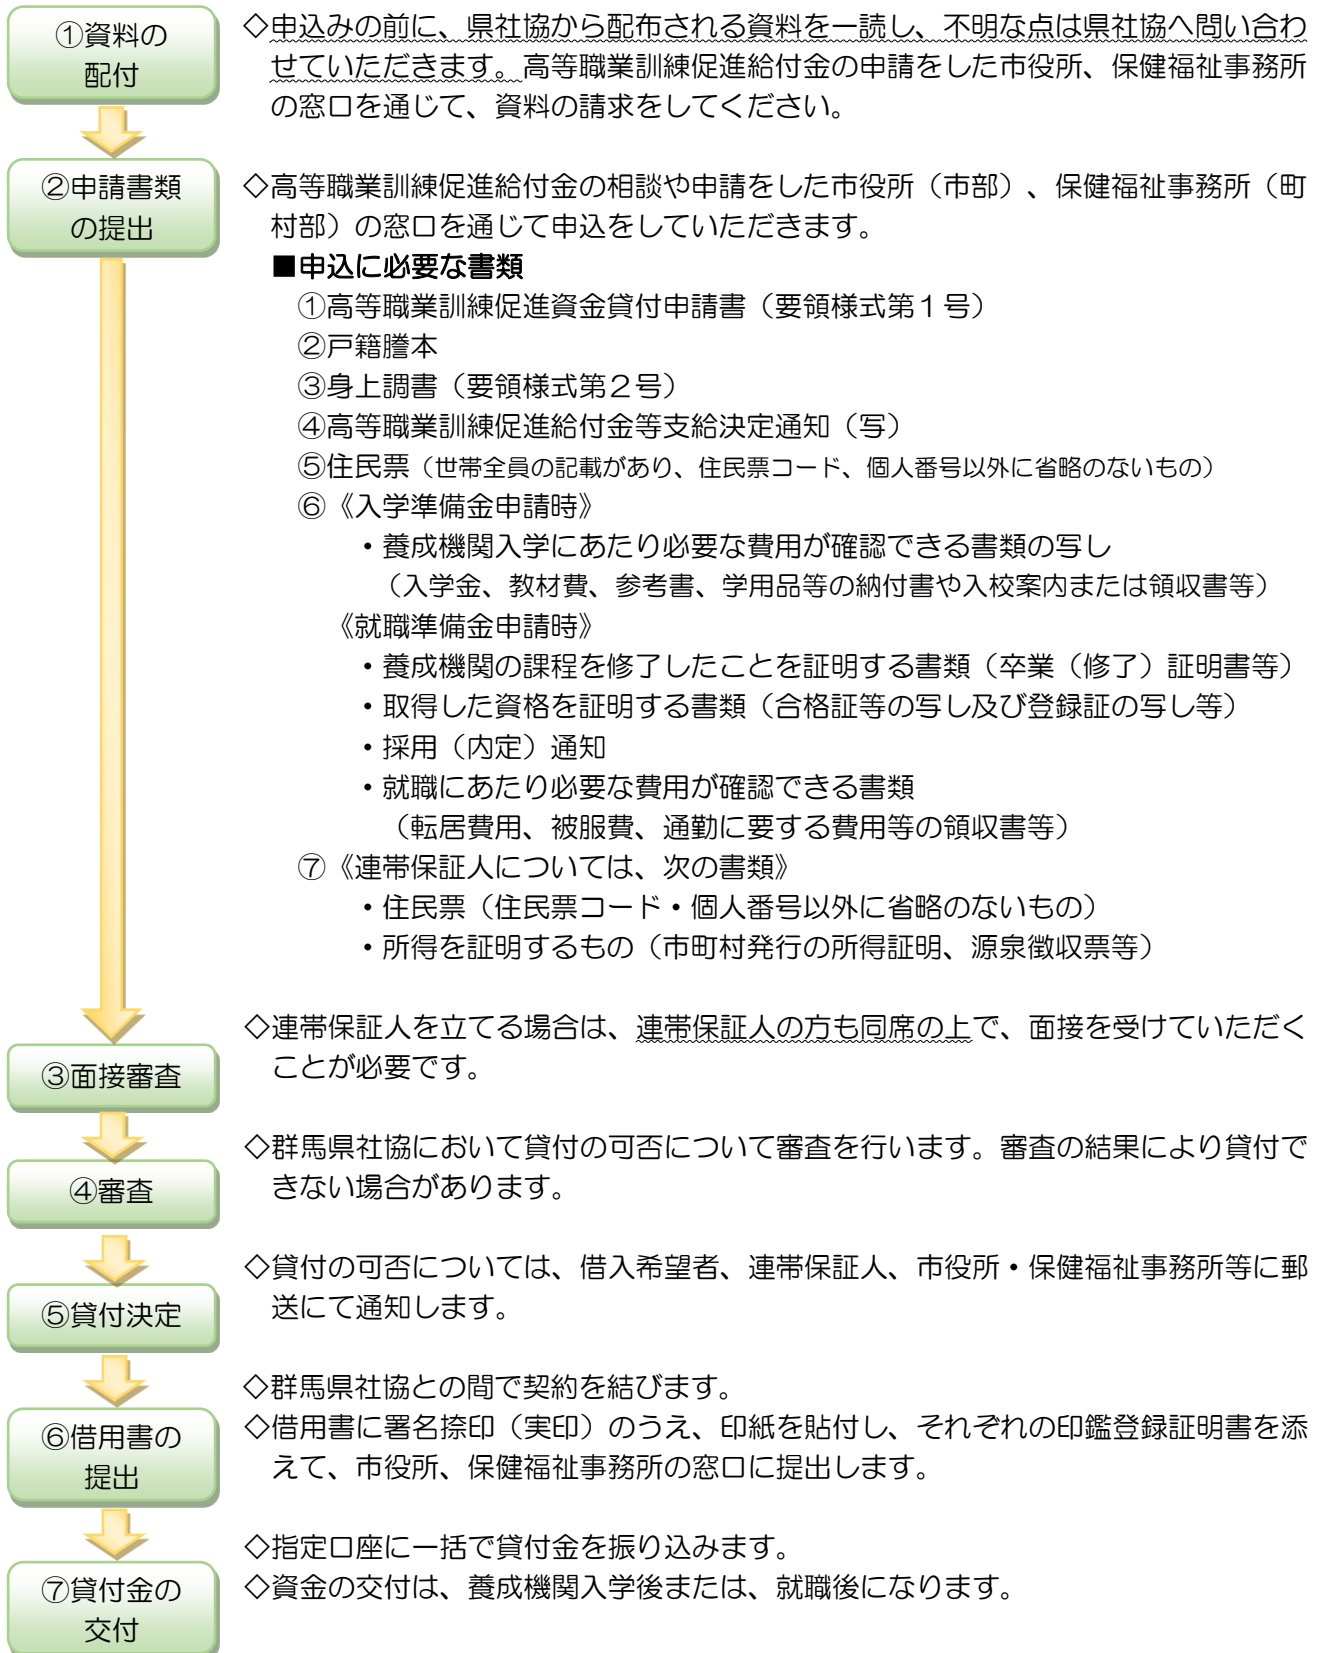 ①資料の
配付
◇申込みの前に、県社協から配布される資料を一読し、不明な点は県社協へ問い合わ
せていただきます。高等職業訓練促進給付金の申請をした市役所、保健福祉事務所
の窓口を通じて、資料の請求をしてください。
②申請書類
の提出
◇高等職業訓練促進給付金の相談や申請をした市役所（市部）、保健福祉事務所（町
村部）の窓口を通じて申込をしていただきます。
■申込に必要な書類
①高等職業訓練促進資金貸付申請書（要領様式第１号）
②戸籍謄本
③身上調書（要領様式第２号）
④高等職業訓練促進給付金等支給決定通知（写）
⑤住民票（世帯全員の記載があり、住民票コード、個人番号以外に省略のないもの）
⑥《入学準備金申請時》
・養成機関入学にあたり必要な費用が確認できる書類の写し
（入学金、教材費、参考書、学用品等の納付書や入校案内または領収書等）
《就職準備金申請時》
・養成機関の課程を修了したことを証明する書類（卒業（修了）証明書等）
・取得した資格を証明する書類（合格証等の写し及び登録証の写し等）
・採用（内定）通知
・就職にあたり必要な費用が確認できる書類
（転居費用、被服費、通勤に要する費用等の領収書等）
⑦《連帯保証人については、次の書類》
・住民票（住民票コード・個人番号以外に省略のないもの）
・所得を証明するもの（市町村発行の所得証明、源泉徴収票等）
③面接審査
◇連帯保証人を立てる場合は、連帯保証人の方も同席の上で、面接を受けていただく
ことが必要です。
④審査
◇群馬県社協において貸付の可否について審査を行います。審査の結果により貸付で
きない場合があります。
⑤貸付決定
◇貸付の可否については、借入希望者、連帯保証人、市役所・保健福祉事務所等に郵
送にて通知します。
⑥借用書の
提出
◇群馬県社協との間で契約を結びます。
◇借用書に署名捺印（実印）のうえ、印紙を貼付し、それぞれの印鑑登録証明書を添
えて、市役所、保健福祉事務所の窓口に提出します。
⑦貸付金の
交付
◇指定口座に一括で貸付金を振り込みます。
◇資金の交付は、養成機関入学後または、就職後になります。